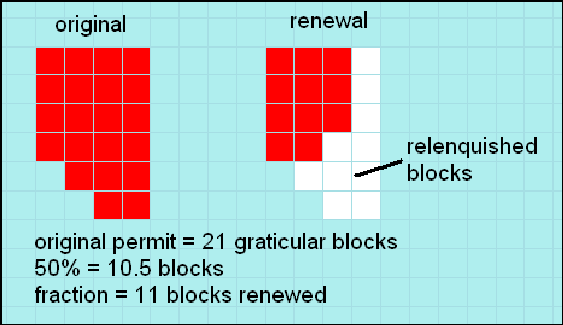 original
renewal
relenquished
blocks
original permit = 21 graticular blocks
50% = 10.5 blocks
fraction = 11 blocks renewed